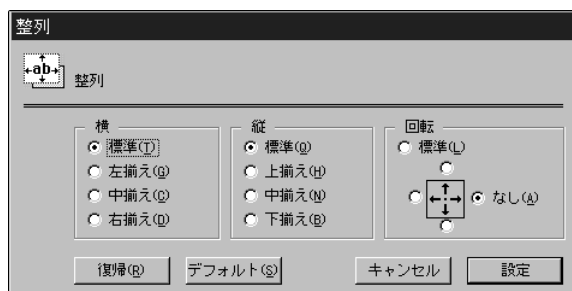 整列
ab
整列
横
標準(T)
左揃え(G)
中揃え(C)
右揃え(D)
縦
標準(O)
上揃え(H)
中揃え(N)
下揃え(B)
回転
標準(L)
なし(A)
復帰(R)
デフォルト(S)
キャンセル
設定